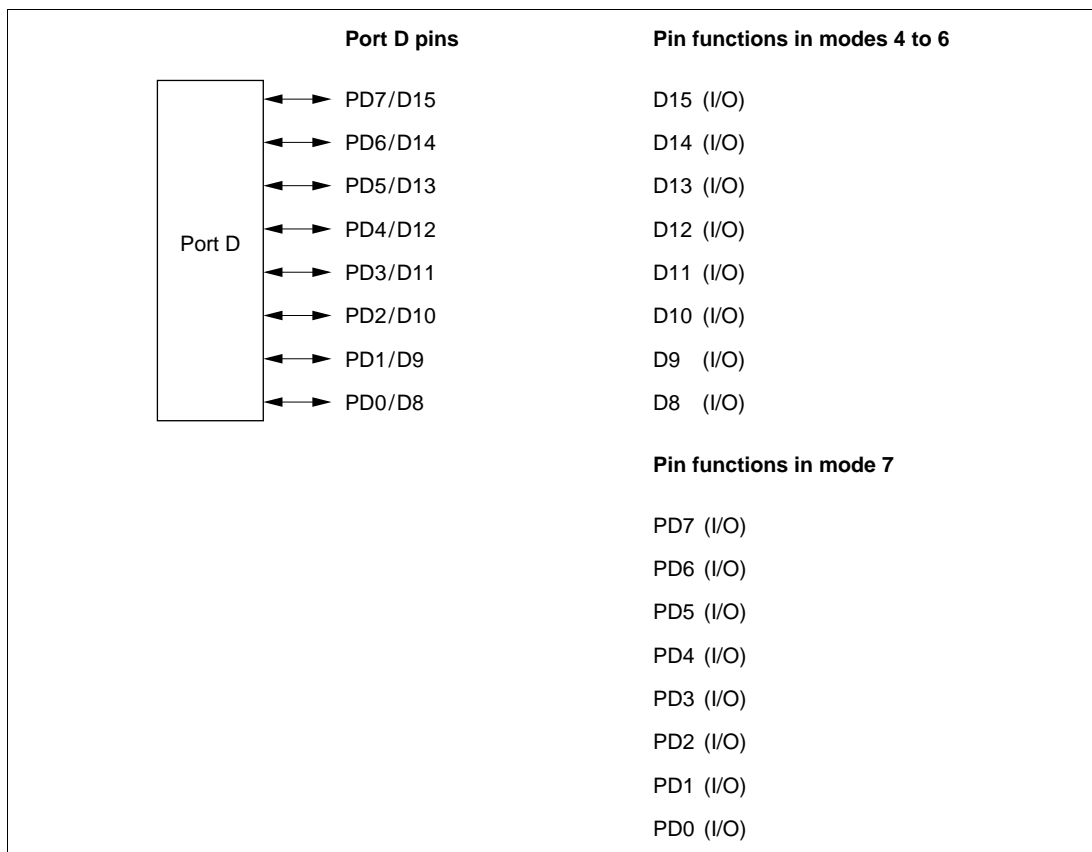 Port D pins Pin functions in modes 4 to 6
PD7/D15 D15 (I/O)
PD6/D14 D14 (I/O)
PD5/D13 D13 (I/O)
PD4/D12 D12 (I/O)
Port D
PD3/D11 D11 (I/O)
PD2/D10 D10 (I/O)
PD1/D9 D9 (I/O)
PD0/D8 D8 (I/O)
Pin functions in mode 7
PD7 (I/O)
PD6 (I/O)
PD5 (I/O)
PD4 (I/O)
PD3 (I/O)
PD2 (I/O)
PD1 (I/O)
PD0 (I/O)